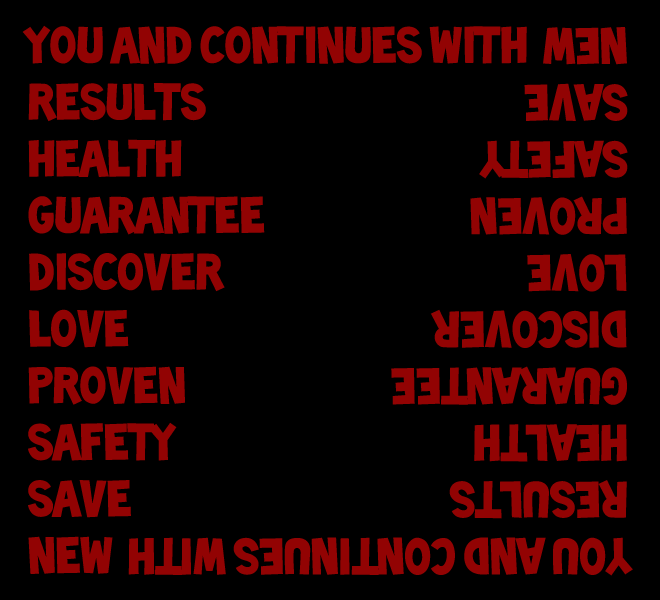 YOU AND CONTINUES WITH NEW
RESULTS SAVE
HEALTH SAFETY
GUARANTEE PROVEN
DISCOVER LOVE
LOVE DISCOVER
PROVEN GUARANTEE
SAFETY HEALTH
SAVE RESULTS
NEW YOU AND CONTINUES WITH